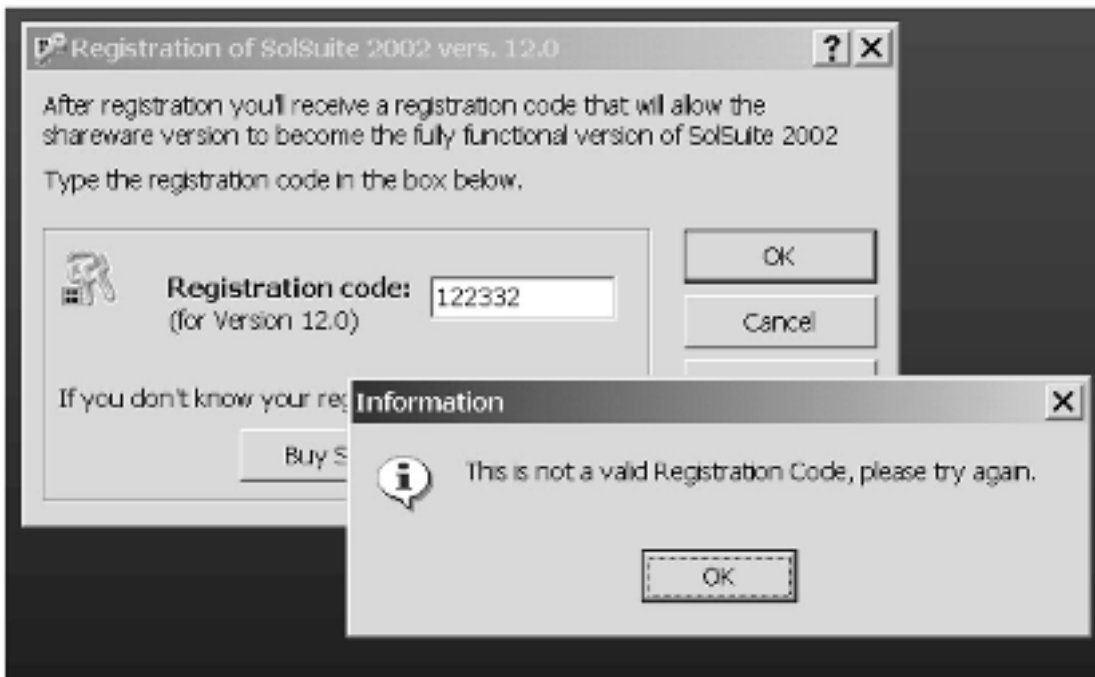 Registration of SolSuite 2002 vers. 12.0
After registration you'll receive a registration code that will allow the
shareware version to become the fully functional version of SolSuite 2002
Type the registration code in the box below.
Registration code:
122332
(for Version 12.0)
OK
Cancel
If you don't know your
Buy
Information
This is not a valid Registration Code, please try again.
OK